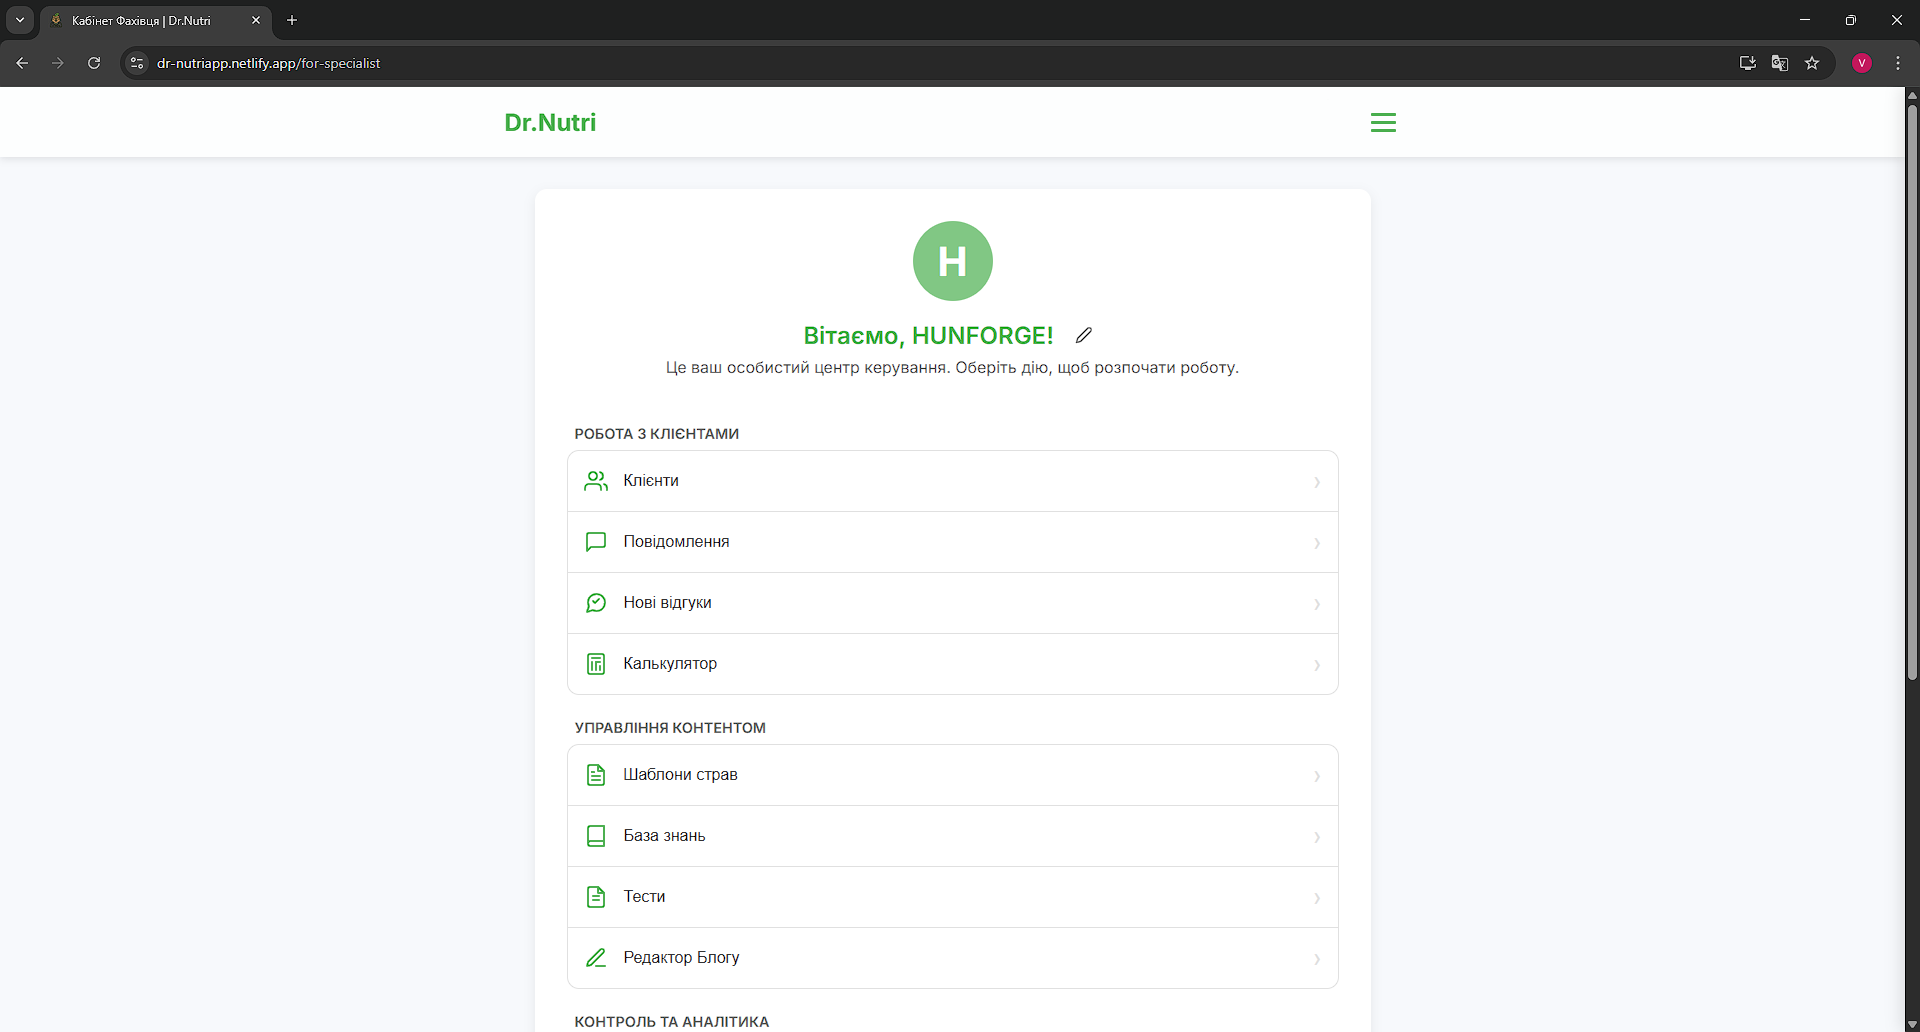 Кабінет Фахівця | Dr.Nutri
dr-nutriapp.netlify.app/for-specialist
V
Dr.Nutri
H
Вітаємо, HUNFORGE!
Це ваш особистий центр керування. Оберіть дію, щоб розпочати роботу.
РОБОТА З КЛІЄНТАМИ
Клієнти
Повідомлення
Нові відгуки
Калькулятор
УПРАВЛІННЯ КОНТЕНТОМ
Шаблони страв
База знань
Тести
Редактор Блогу
КОНТРОЛЬ ТА АНАЛІТИКА